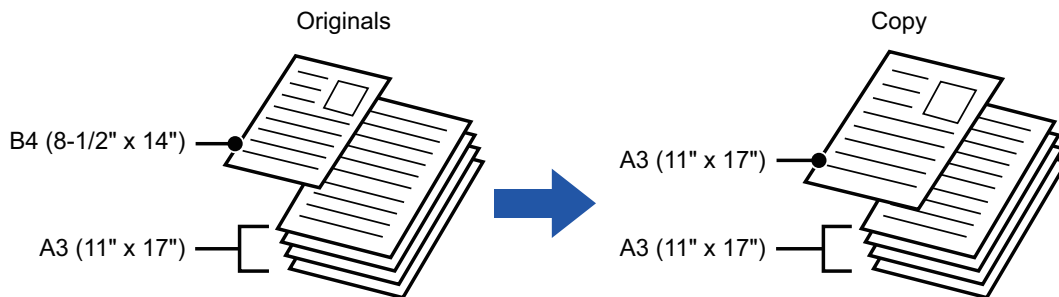 Originals
Copy
B4 (8-1/2" x 14")
A3 (11" x 17")
A3 (11" x 17")
A3 (11" x 17")